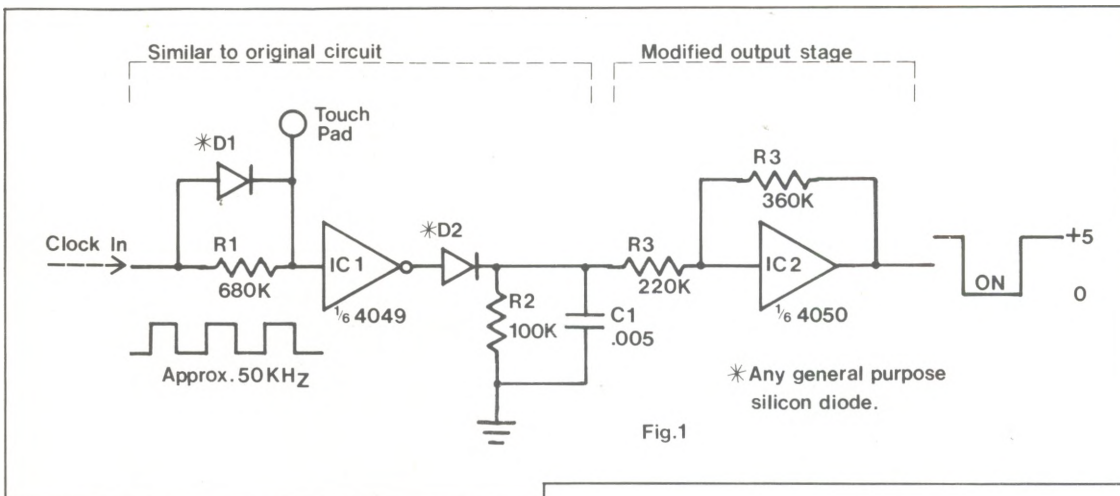 Similar to original circuit
Modified output stage
Touch
Pad
✳D1
R3
360K
Clock In
R1
680K
IC1
✳D2
R3
220K
IC2
+5
ON
0
1/6 4049
R2
100K
C1
.005
1/6 4050
Approx. 50KHZ
✳Any general purpose
silicon diode.
Fig.1